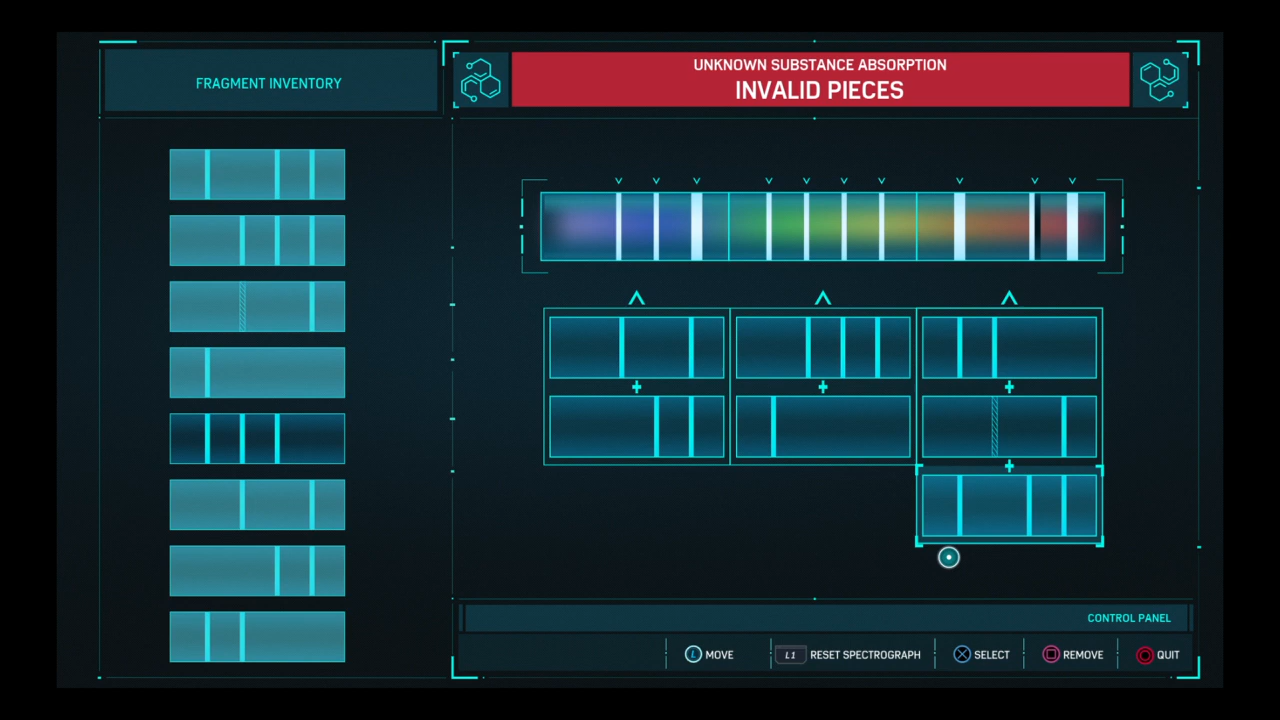 FRAGMENT INVENTORY
UNKNOWN SUBSTANCE ABSORPTION
INVALID PIECES
CONTROL PANEL
L MOVE
L1 RESET SPECTROGRAPH
SELECT
REMOVE
QUIT